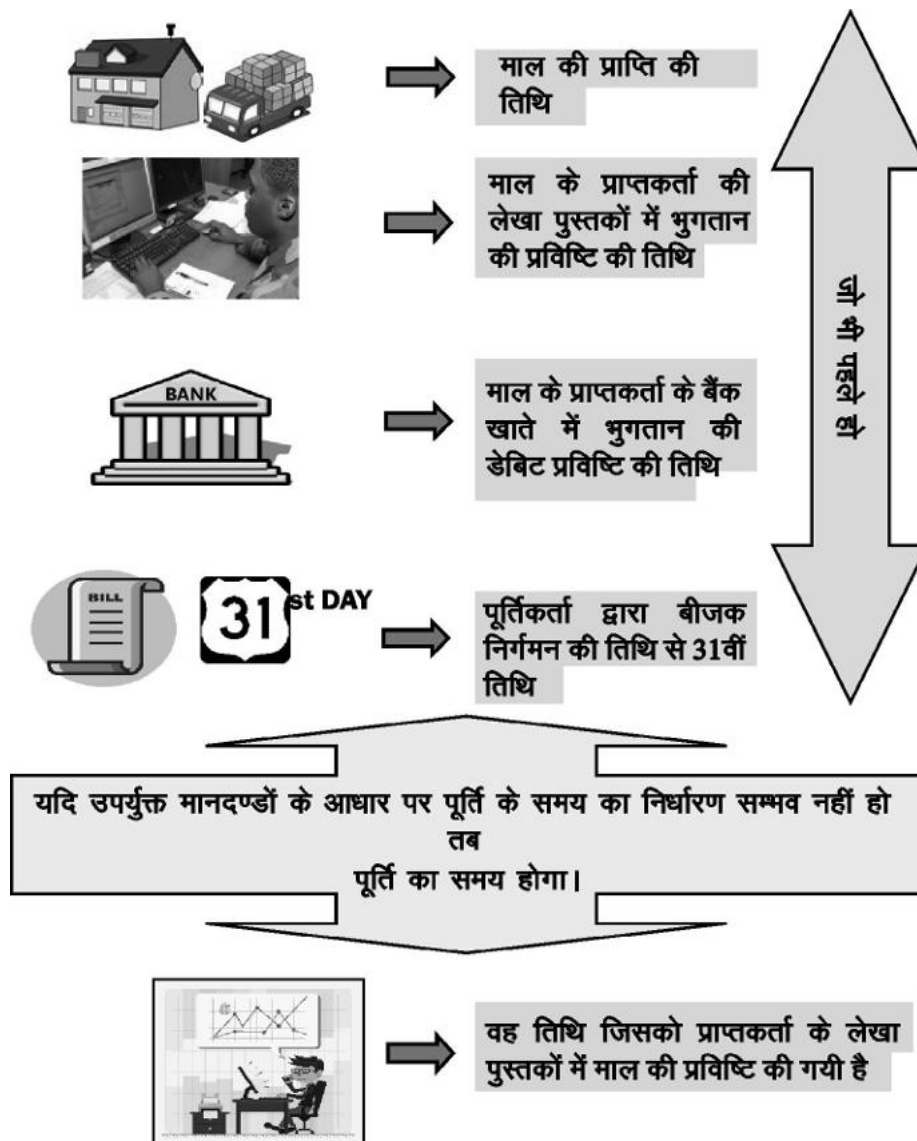 माल की प्राप्ति की
तिथि
माल के प्राप्तकर्ता की
लेखा पुस्तकों में भुगतान
की प्रविष्टि की तिथि
जो भी पहले हो
BANK
माल के प्राप्तकर्ता के बैंक
खाते में भुगतान की
डेबिट प्रविष्टि की तिथि
BILL
31st DAY
पूर्तिकर्ता द्वारा बीजक
निर्गमन की तिथि से 31वीं
तिथि
यदि उपर्युक्त मानदण्डों के आधार पर पूर्ति के समय का निर्धारण सम्भव नहीं हो
तब
पूर्ति का समय होगा।
वह तिथि जिसको प्राप्तकर्ता के लेखा
पुस्तकों में माल की प्रविष्टि की गयी है